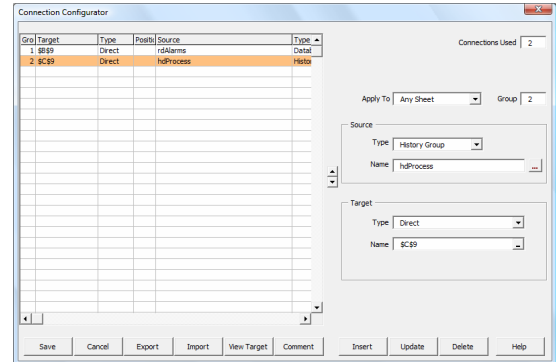 Connection Configurator
Gro Target Type Positic Source Type
1 $B$9 Direct rdAlarms Datal
2 $C$9 Direct hdProcess Histor
Connections Used 2
Apply To Any Sheet Group 2
Source
Type History Group
Name hdProcess ...
Target
Type Direct
Name $C$9 ...
Save Cancel Export Import View Target Comment Insert Update Delete Help